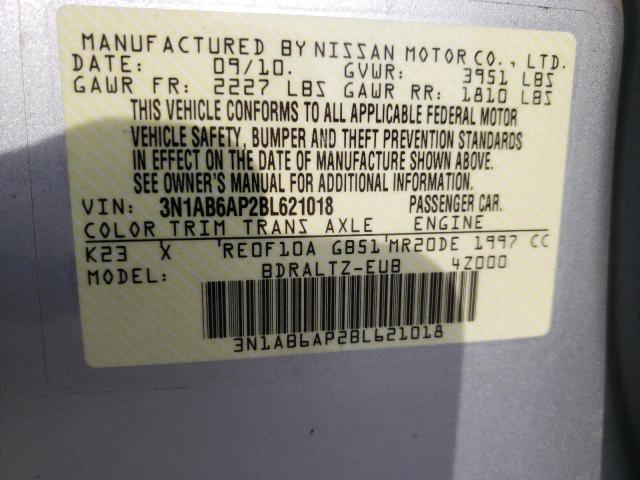 MANUFACTURED BY NISSAN MOTOR CO., LTD.
DATE: 09/10. GVWR: 3951 LBS
GAWR FR: 2227 LBS GAWR RR: 1810 LBS
THIS VEHICLE CONFORMS TO ALL APPLICABLE FEDERAL MOTOR
VEHICLE SAFETY, BUMPER AND THEFT PREVENTION STANDARDS
IN EFFECT ON THE DATE OF MANUFACTURE SHOWN ABOVE.
SEE OWNER'S MANUAL FOR ADDITIONAL INFORMATION.
VIN: 3N1AB6AP2BL621018 PASSENGER CAR.
COLOR TRIM TRANS AXLE ENGINE
K23 X RE0F10A GB51 MR20DE 1997 CC
MODEL: BDRALTZ-EUB 4Z000
3N1AB6AP2BL621018